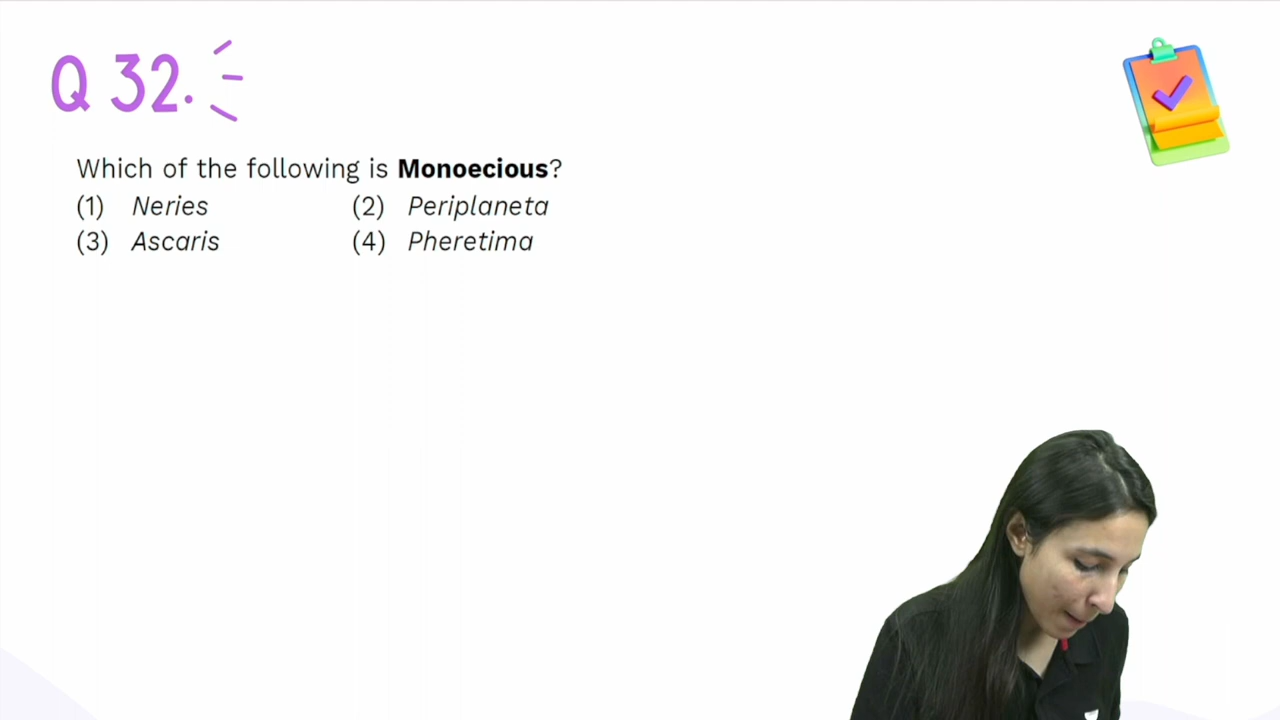 Q 32.
Which of the following is Monoecious?
(1) Neries (2) Periplaneta
(3) Ascaris (4) Pheretima